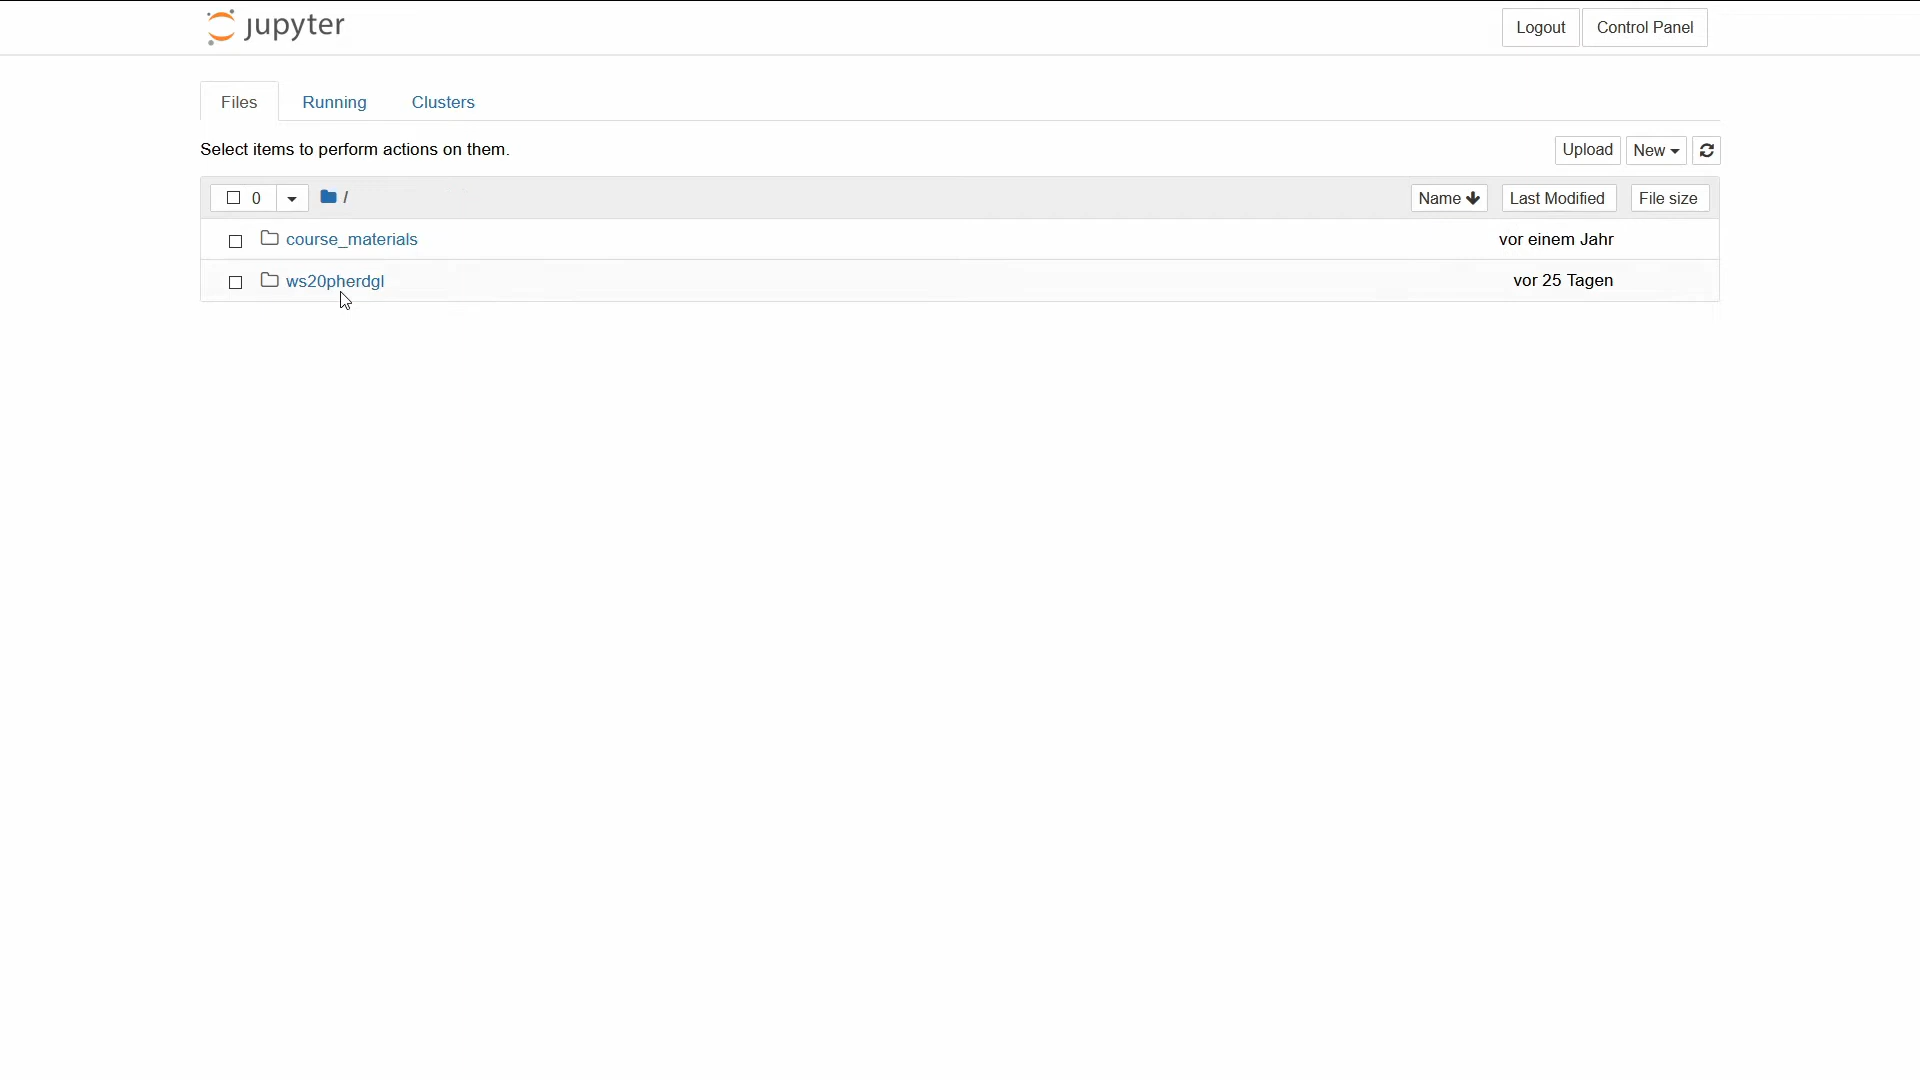 jupyter
Logout Control Panel
Files Running Clusters
Select items to perform actions on them.
Upload New
0 / Name Last Modified File size
course_materials vor einem Jahr
ws20pherdgl vor 25 Tagen